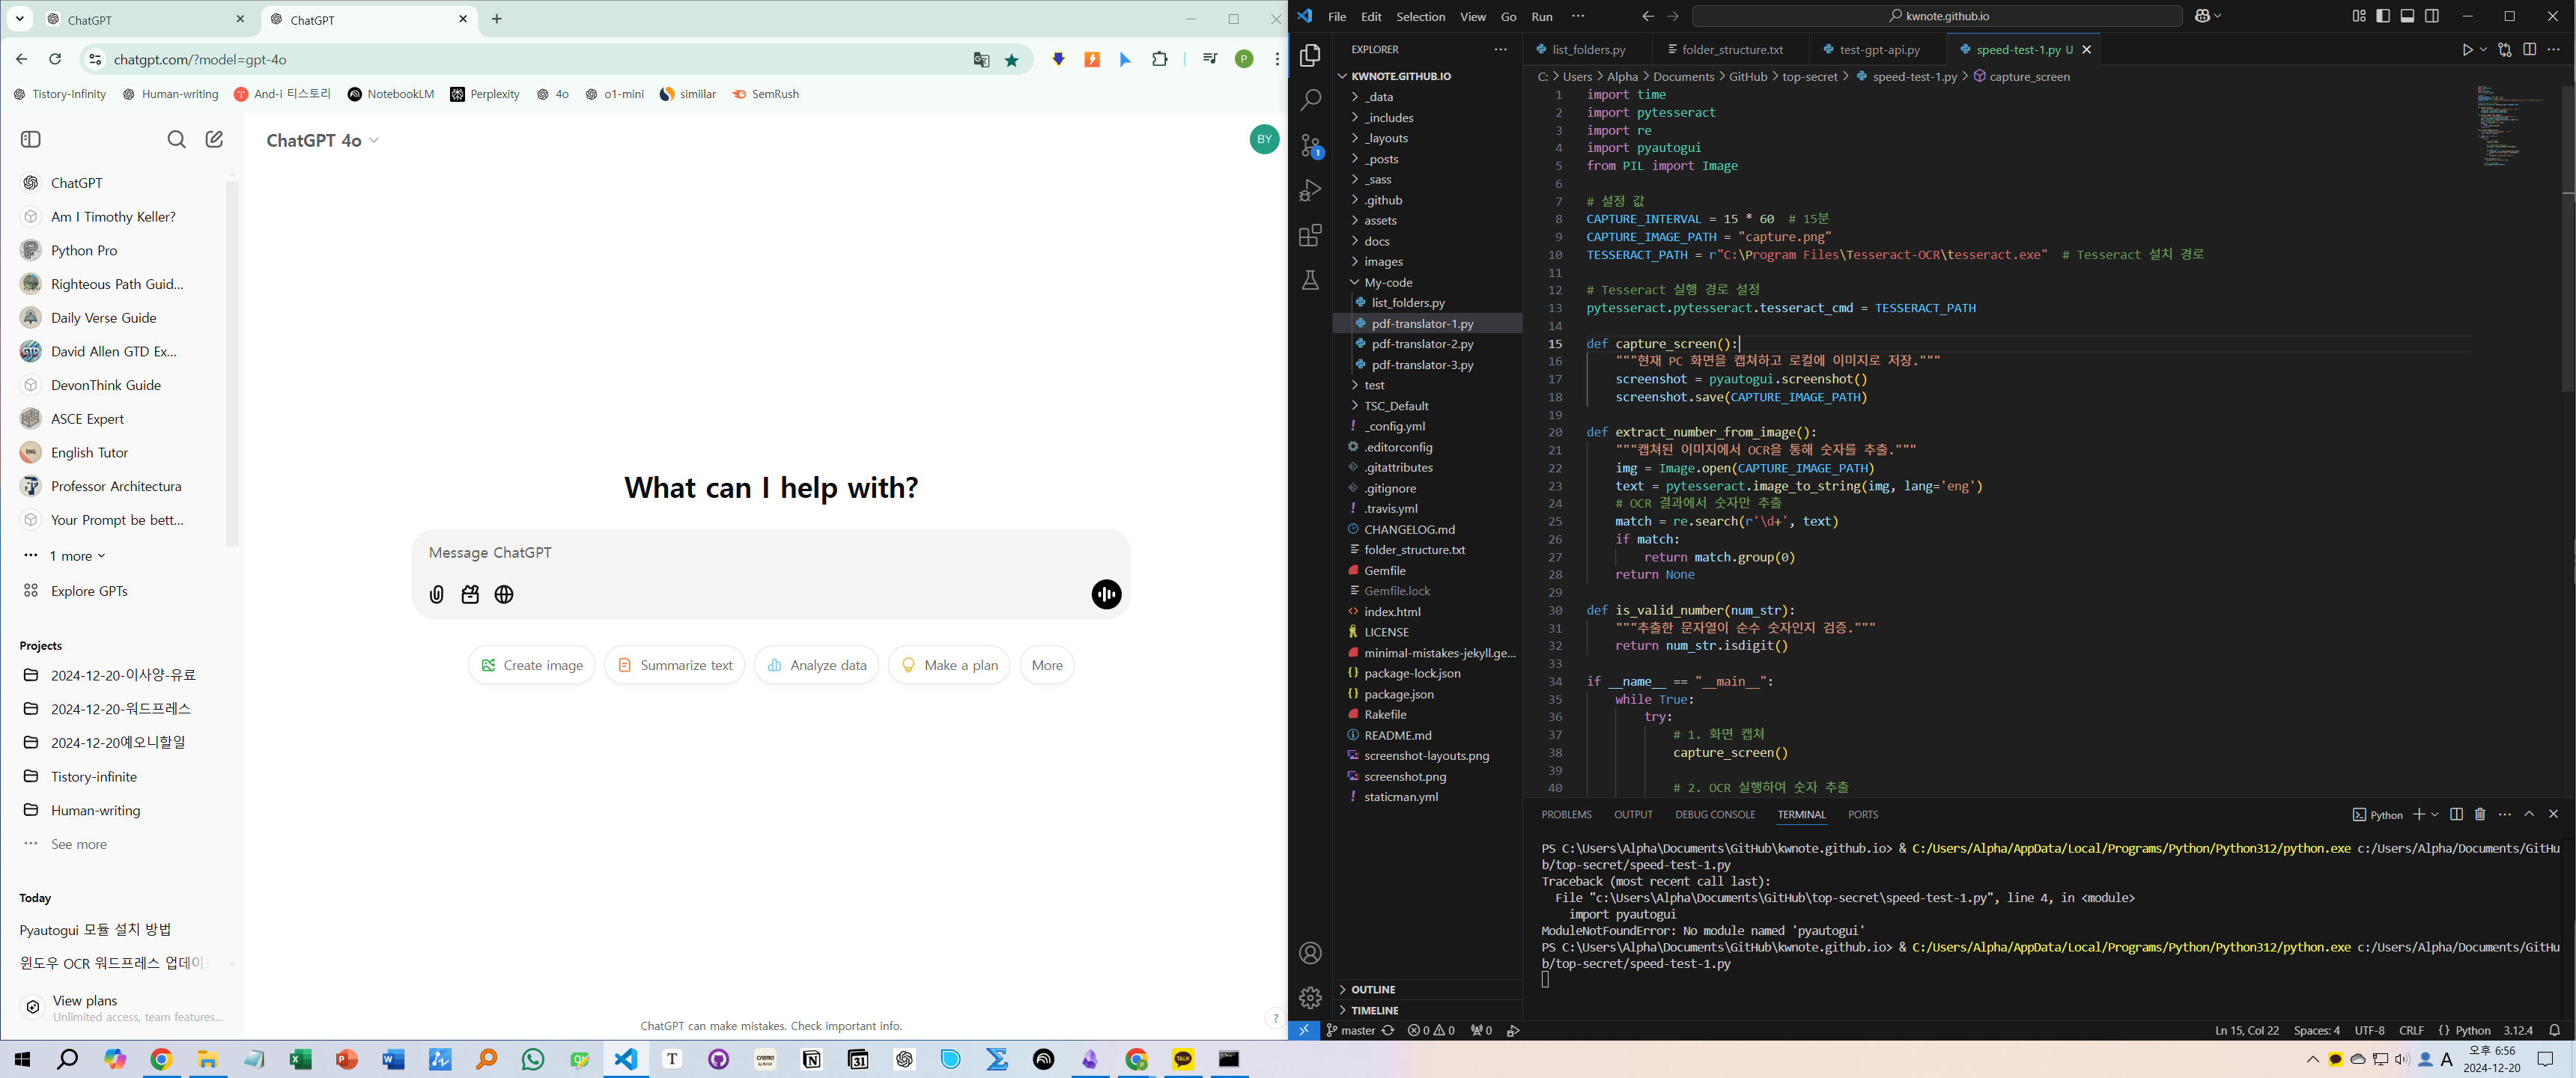 ChatGPT
ChatGPT
chatgpt.com/?model=gpt-4o
Tistory-Infinity
Human-writing
And-i 티스토리
NotebookLM
Perplexity
4o
o1-mini
simiilar
SemRush
ChatGPT 4o
BY
ChatGPT
Am I Timothy Keller?
Python Pro
Righteous Path Guid...
Daily Verse Guide
David Allen GTD Ex...
DevonThink Guide
ASCE Expert
English Tutor
Professor Architectura
Your Prompt be bett...
1 more
Explore GPTs
Projects
2024-12-20-이사양-유료
2024-12-20-워드프레스
2024-12-20예오니할일
Tistory-infinite
Human-writing
See more
Today
Pyautogui 모듈 설치 방법
윈도우 OCR 워드프레스 업데이
View plans
Unlimited access, team features...
What can I help with?
Message ChatGPT
Create image
Summarize text
Analyze data
Make a plan
More
ChatGPT can make mistakes. Check important info.
?
File Edit Selection View Go Run ...
kwnote.github.io
EXPLORER
KWNOTE.GITHUB.IO
_data
_includes
_layouts
_posts
_sass
.github
assets
docs
images
My-code
list_folders.py
pdf-translator-1.py
pdf-translator-2.py
pdf-translator-3.py
test
TSC_Default
_config.yml
.editorconfig
.gitattributes
.gitignore
.travis.yml
CHANGELOG.md
folder_structure.txt
Gemfile
Gemfile.lock
index.html
LICENSE
minimal-mistakes-jekyll.ge...
package-lock.json
package.json
Rakefile
README.md
screenshot-layouts.png
screenshot.png
staticman.yml
OUTLINE
TIMELINE
list_folders.py
folder_structure.txt
test-gpt-api.py
speed-test-1.py U
C: > Users > Alpha > Documents > GitHub > top-secret > speed-test-1.py > capture_screen
1 import time
2 import pytesseract
3 import re
4 import pyautogui
5 from PIL import Image
6
7 # 설정 값
8 CAPTURE_INTERVAL = 15 * 60  # 15분
9 CAPTURE_IMAGE_PATH = "capture.png"
10 TESSERACT_PATH = r"C:\Program Files\Tesseract-OCR\tesseract.exe"  # Tesseract 설치 경로
11
12 # Tesseract 실행 경로 설정
13 pytesseract.pytesseract.tesseract_cmd = TESSERACT_PATH
14
15 def capture_screen():
16     """현재 PC 화면을 캡쳐하고 로컬에 이미지로 저장."""
17     screenshot = pyautogui.screenshot()
18     screenshot.save(CAPTURE_IMAGE_PATH)
19
20 def extract_number_from_image():
21     """캡쳐된 이미지에서 OCR을 통해 숫자를 추출."""
22     img = Image.open(CAPTURE_IMAGE_PATH)
23     text = pytesseract.image_to_string(img, lang='eng')
24     # OCR 결과에서 숫자만 추출
25     match = re.search(r'\d+', text)
26     if match:
27         return match.group(0)
28     return None
29
30 def is_valid_number(num_str):
31     """추출한 문자열이 순수 숫자인지 검증."""
32     return num_str.isdigit()
33
34 if __name__ == "__main__":
35     while True:
36         try:
37             # 1. 화면 캡쳐
38             capture_screen()
39
40             # 2. OCR 실행하여 숫자 추출
PROBLEMS OUTPUT DEBUG CONSOLE TERMINAL PORTS
Python
PS C:\Users\Alpha\Documents\GitHub\kwnote.github.io> & C:/Users/Alpha/AppData/Local/Programs/Python/Python312/python.exe c:/Users/Alpha/Documents/GitHu
b/top-secret/speed-test-1.py
Traceback (most recent call last):
  File "c:\Users\Alpha\Documents\GitHub\top-secret\speed-test-1.py", line 4, in <module>
    import pyautogui
ModuleNotFoundError: No module named 'pyautogui'
PS C:\Users\Alpha\Documents\GitHub\kwnote.github.io> & C:/Users/Alpha/AppData/Local/Programs/Python/Python312/python.exe c:/Users/Alpha/Documents/GitHu
b/top-secret/speed-test-1.py
master
0 0
0
Ln 15, Col 22
Spaces: 4
UTF-8
CRLF
Python
3.12.4
오후 6:56
2024-12-20